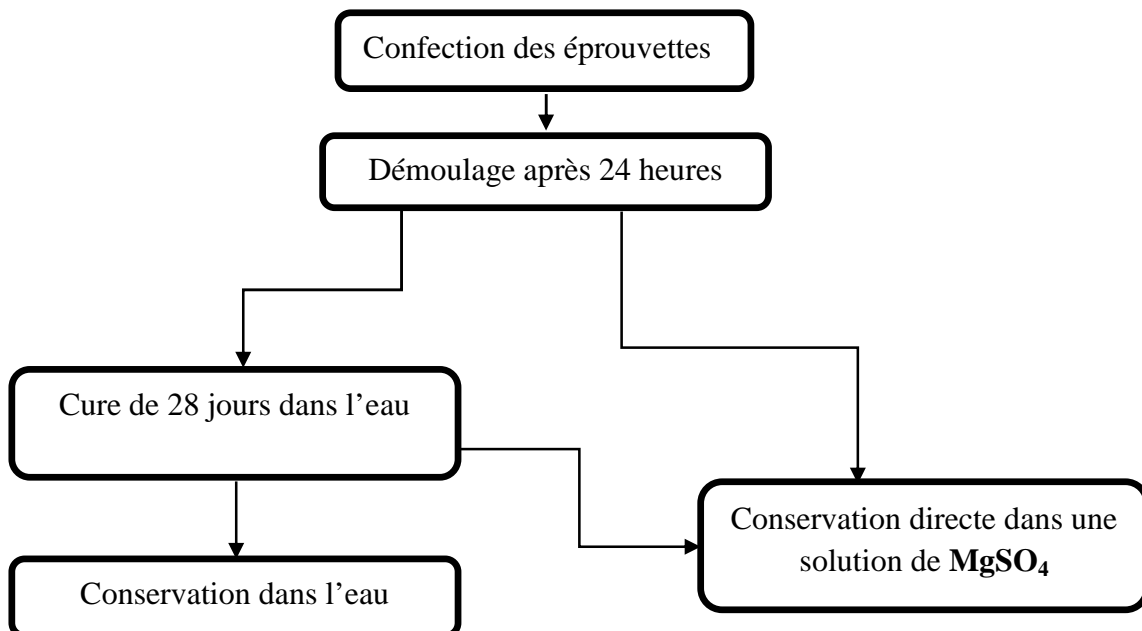 Confection des éprouvettes
Démoulage après 24 heures
Cure de 28 jours dans l’eau
Conservation directe dans une
solution de MgSO₄
Conservation dans l’eau